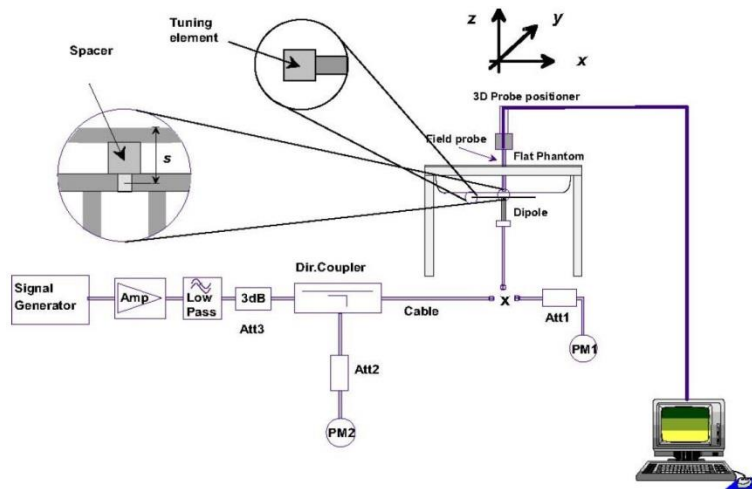 Tuning
element
Spacer
s
z
y
x
3D Probe positioner
Field probe
Flat Phantom
Dipole
Dir.Coupler
Signal
Generator
Amp
Low
Pass
3dB
Att3
Cable
x
Att1
PM1
Att2
PM2